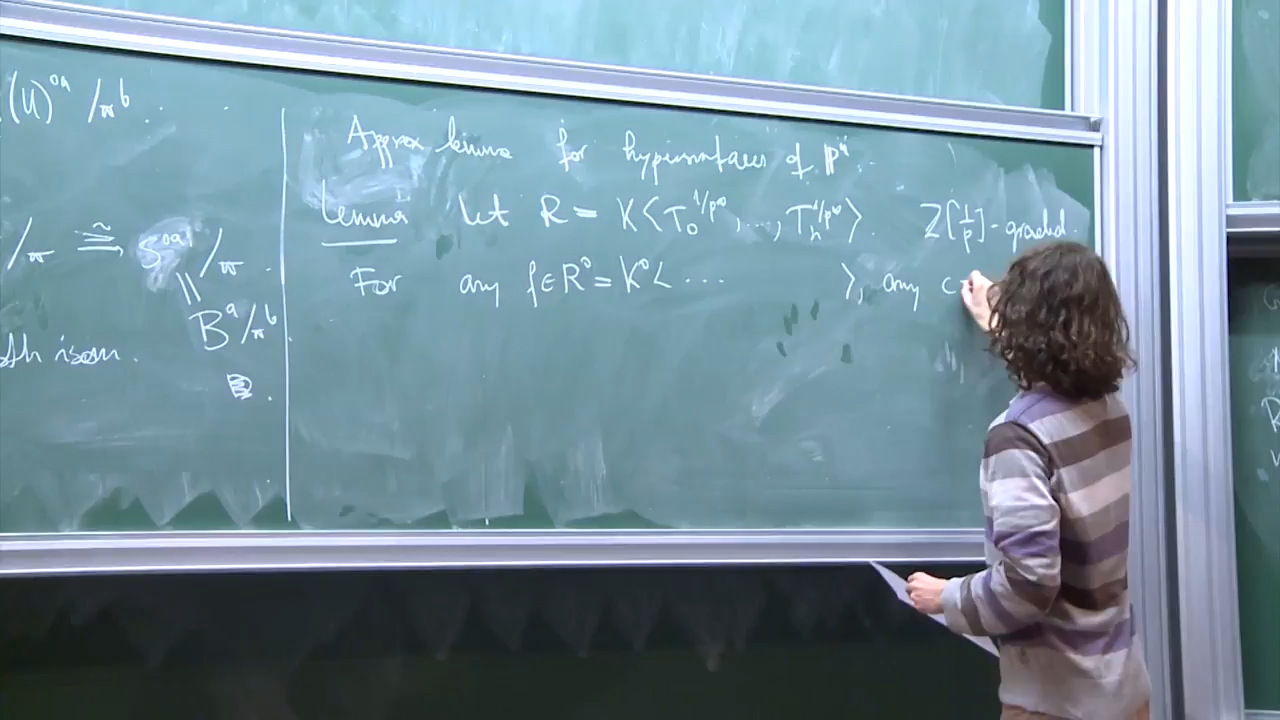 (U)^{oa} /π^b .
/π ≅ S^{oa} /π .
||
B^a/π^b
isom.
Approx lemma for hypersurfaces of ℙ^n .
Lemma Let R = K⟨T_0^{1/p^∞}, ..., T_n^{1/p^∞}⟩. ℤ[1/p]-graded.
For any f∈R° = K°⟨ ... ⟩, any c